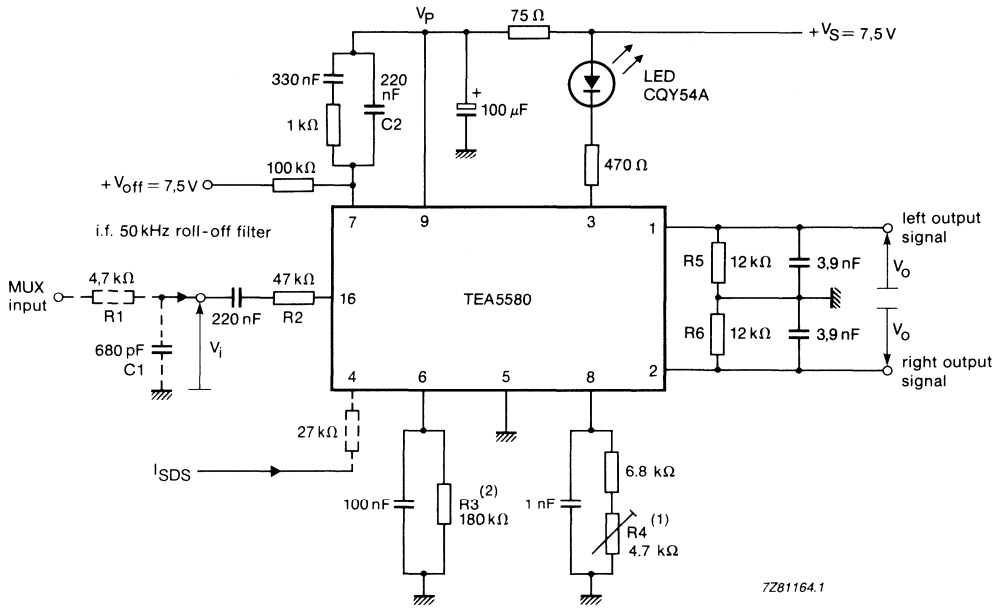 V_P
75 Ω
+V_S = 7,5 V
330 nF
220
nF
C2
1 kΩ
+
100 μF
LED
CQY54A
470 Ω
100 kΩ
+V_off = 7,5 V
7
9
3
i.f. 50 kHz roll-off filter
1
left output
signal
MUX
input
4,7 kΩ
R1
220 nF
47 kΩ
R2
16
TEA5580
R5
12 kΩ
3,9 nF
V_o
680 pF
C1
V_i
R6
12 kΩ
3,9 nF
V_o
2
right output
signal
4
6
5
8
27 kΩ
I_SDS
100 nF
R3 (2)
180 kΩ
1 nF
6.8 kΩ
R4 (1)
4.7 kΩ
7Z81164.1